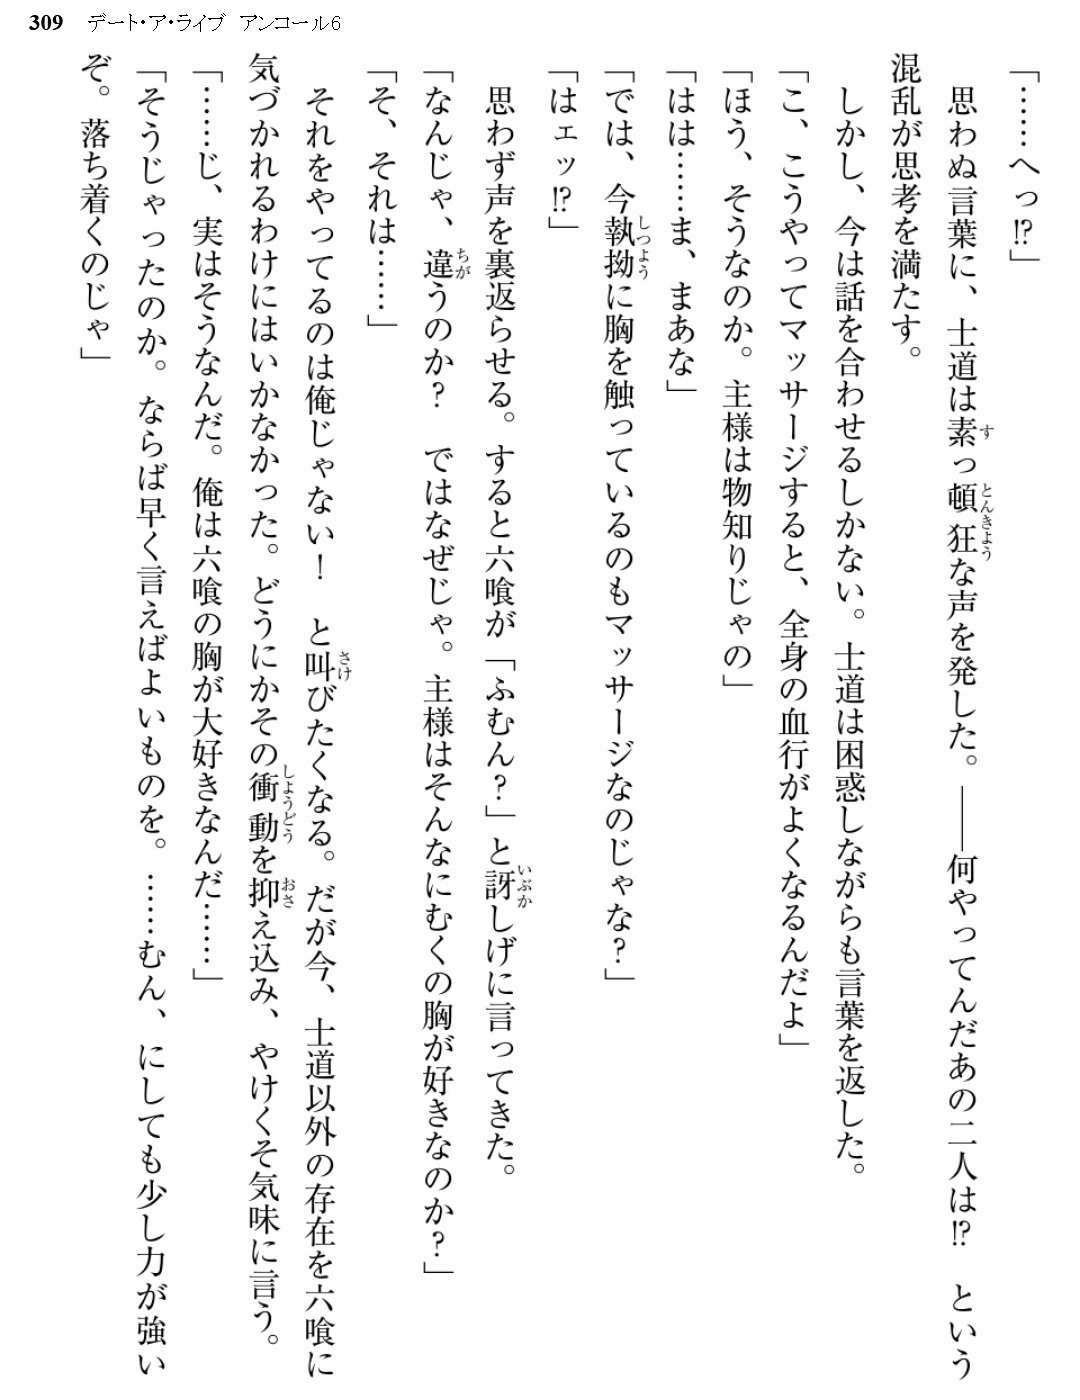 309 デート・ア・ライブ アンコール6
「……へっ!?」
思わぬ言葉に、士道は素っ頓狂な声を発した。――何やってんだあの二人は!? という
混乱が思考を満たす。
しかし、今は話を合わせるしかない。士道は困惑しながらも言葉を返した。
「こ、こうやってマッサージすると、全身の血行がよくなるんだよ」
「ほう、そうなのか。主様は物知りじゃの」
「はは……ま、まあな」
「では、今執拗に胸を触っているのもマッサージなのじゃな?」
「はェッ!?」
思わず声を裏返らせる。すると六喰が「ふむん?」と訝しげに言ってきた。
「なんじゃ、違うのか? ではなぜじゃ。主様はそんなにむくの胸が好きなのか?」
「そ、それは……」
それをやってるのは俺じゃない! と叫びたくなる。だが今、士道以外の存在を六喰に
気づかれるわけにはいかなかった。どうにかその衝動を抑え込み、やけくそ気味に言う。
「……じ、実はそうなんだ。俺は六喰の胸が大好きなんだ……」
「そうじゃったのか。ならば早く言えばよいものを。……むん、にしても少し力が強い
ぞ。落ち着くのじゃ」